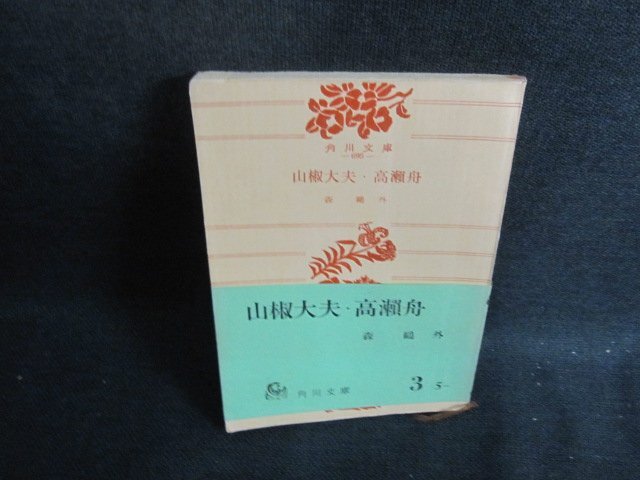 角川文庫
山椒大夫・高瀬舟
森 鷗外
山椒大夫・高瀬舟
森 鷗外
角川文庫
3 5-